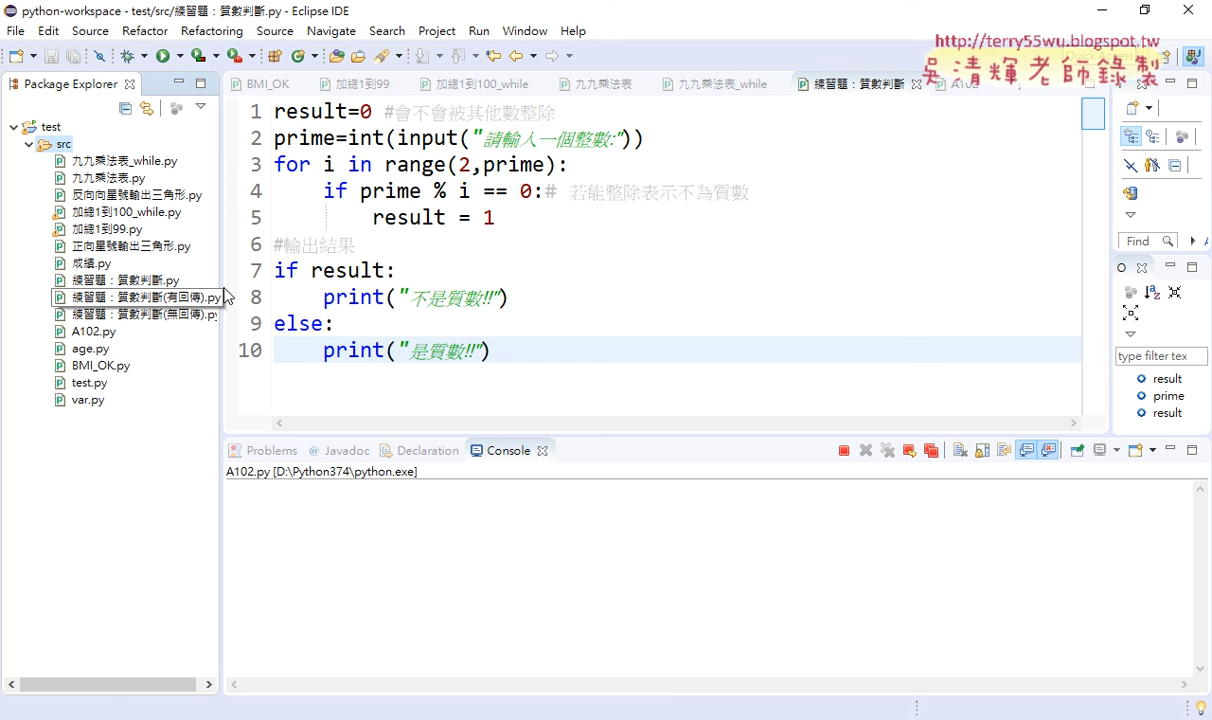 python-workspace - test/src/練習題：質數判斷.py - Eclipse IDE
File Edit Source Refactor Refactoring Source Navigate Search Project Run Window Help
http://terry55wu.blogspot.tw
吳清輝老師錄製
Package Explorer
BMI_OK 加總1到99 加總1到100_while 九九乘法表 九九乘法表_while 練習題：質數判斷 A102
test
src
九九乘法表_while.py
九九乘法表.py
反向向星號輸出三角形.py
加總1到100_while.py
加總1到99.py
正向星號輸出三角形.py
成績.py
練習題：質數判斷.py
練習題：質數判斷(有回傳).py
練習題：質數判斷(無回傳).py
A102.py
age.py
BMI_OK.py
test.py
var.py
1 result=0 #會不會被其他數整除
2 prime=int(input("請輸入一個整數:"))
3 for i in range(2,prime):
4 if prime % i == 0:# 若能整除表示不為質數
5 result = 1
6 #輸出結果
7 if result:
8 print("不是質數!!")
9 else:
10 print("是質數!!")
Find
type filter tex
result
prime
result
Problems Javadoc Declaration Console
A102.py [D:\Python374\python.exe]